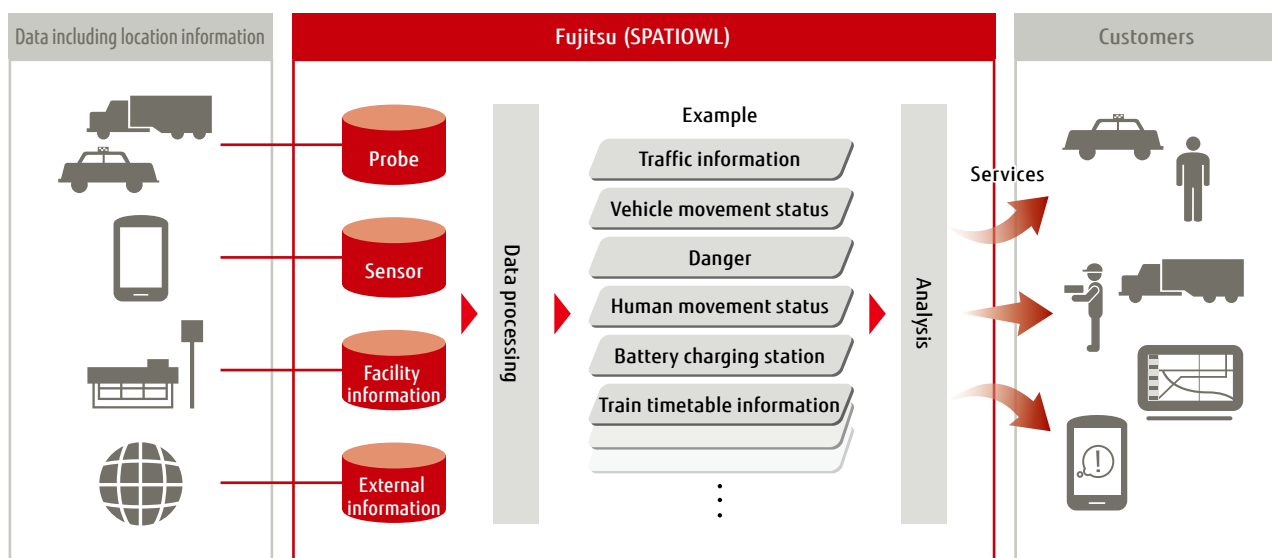 Data including location information
Fujitsu (SPATIOWL)
Customers
Probe
Sensor
Facility
information
External
information
Data processing
Example
Traffic information
Vehicle movement status
Danger
Human movement status
Battery charging station
Train timetable information
Analysis
Services
!